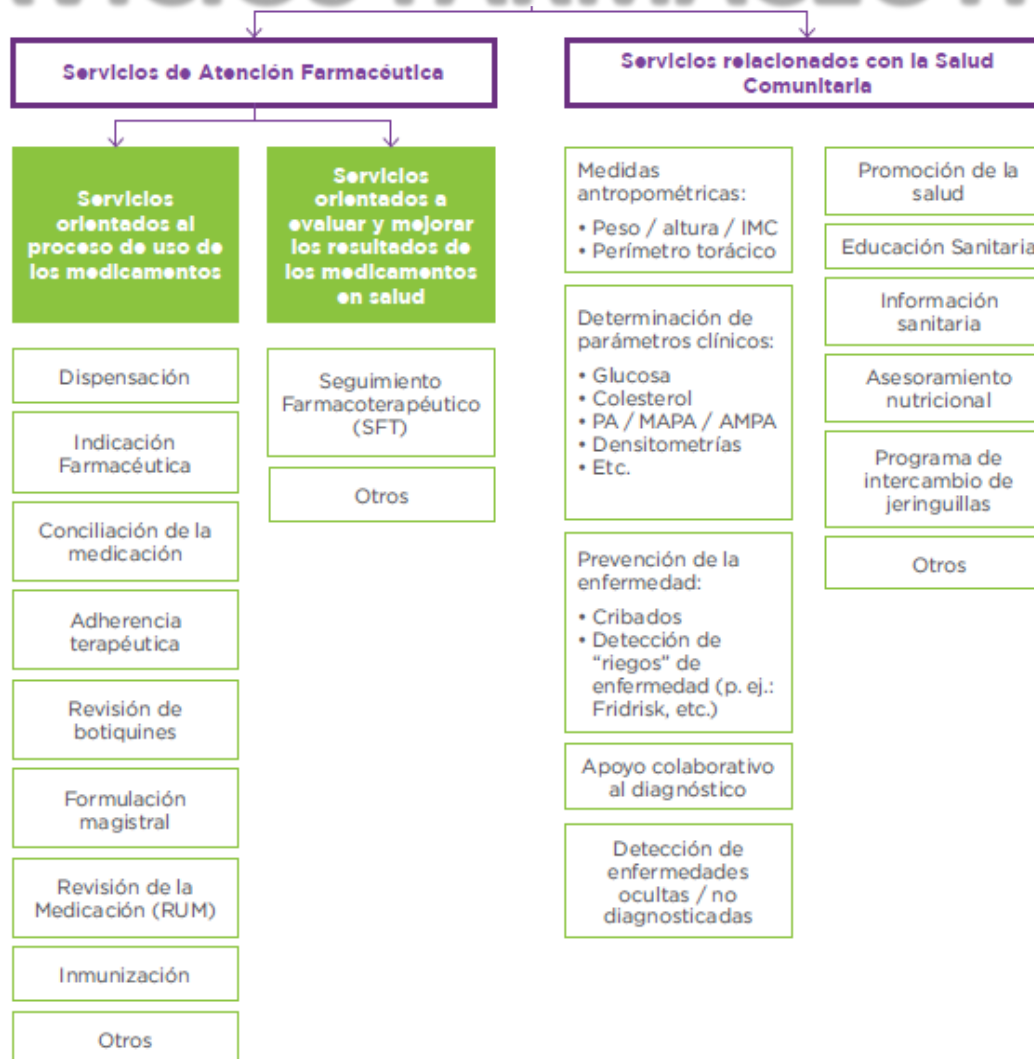 Servicios de Atención Farmacéutica
Servicios
orientados al
proceso de uso de
los medicamentos
Dispensación
Indicación
Farmacéutica
Conciliación de la
medicación
Adherencia
terapéutica
Revisión de
botiquines
Formulación
magistral
Revisión de la
Medicación (RUM)
Inmunización
Otros
Servicios
orientados a
evaluar y mejorar
los resultados de
los medicamentos
en salud
Seguimiento
Farmacoterapéutico
(SFT)
Otros
Servicios relacionados con la Salud
Comunitaria
Medidas
antropométricas:
• Peso / altura / IMC
• Perímetro torácico
Determinación de
parámetros clínicos:
• Glucosa
• Colesterol
• PA / MAPA / AMPA
• Densitometrías
• Etc.
Prevención de la
enfermedad:
• Cribados
• Detección de
“riegos” de
enfermedad (p. ej.:
Fridrisk, etc.)
Apoyo colaborativo
al diagnóstico
Detección de
enfermedades
ocultas / no
diagnosticadas
Promoción de la
salud
Educación Sanitaria
Información
sanitaria
Asesoramiento
nutricional
Programa de
intercambio de
jeringuillas
Otros